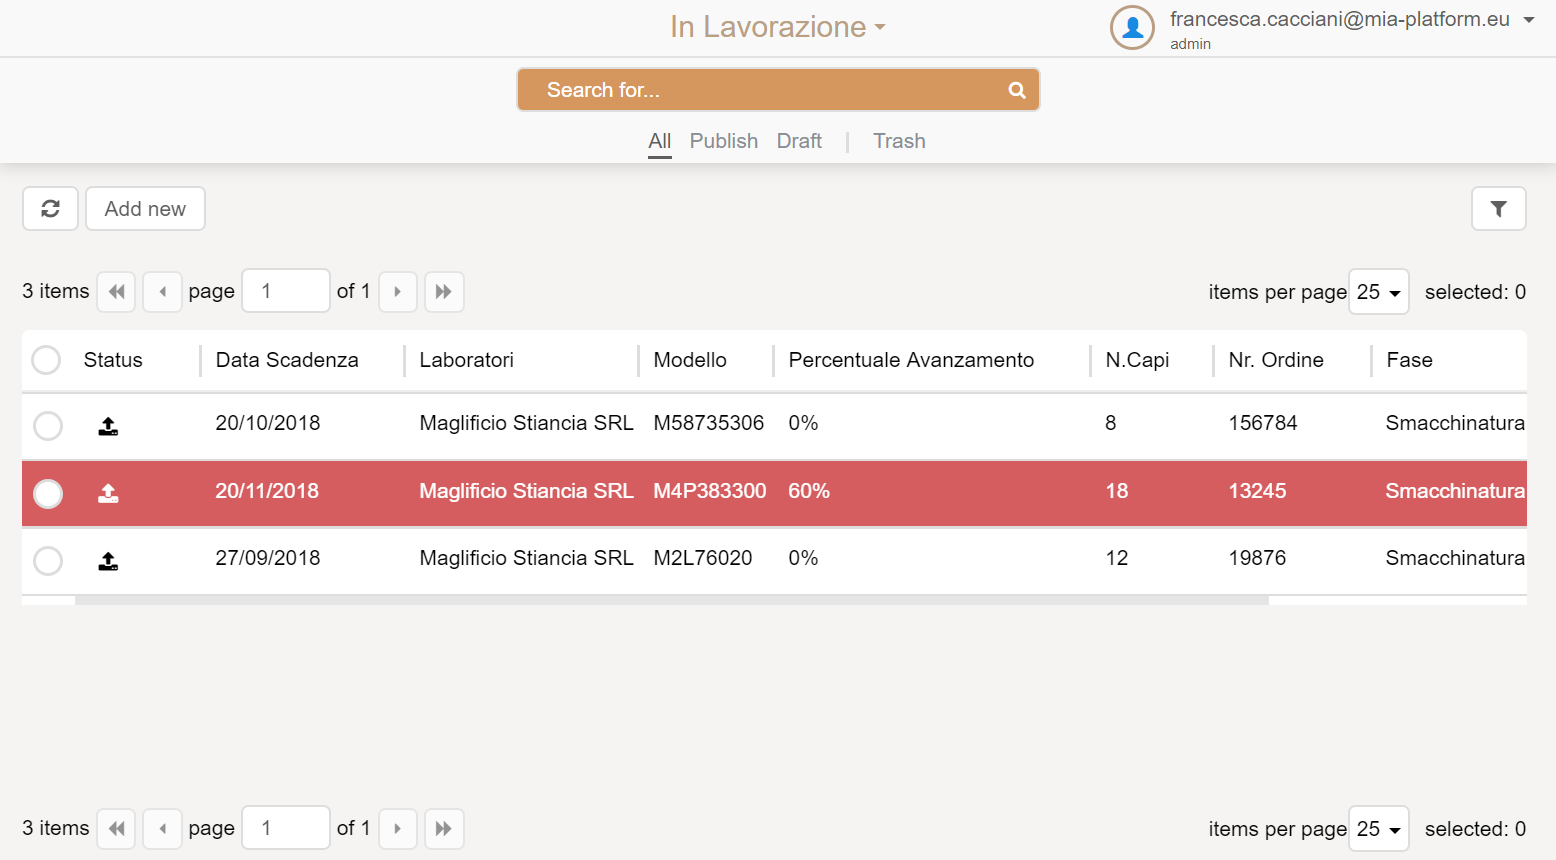 In Lavorazione
francesca.cacciani@mia-platform.eu
admin
Search for...
All Publish Draft | Trash
Add new
3 items page 1 of 1 items per page 25 selected: 0
Status Data Scadenza Laboratori Modello Percentuale Avanzamento N.Capi Nr. Ordine Fase
20/10/2018 Maglificio Stiancia SRL M58735306 0% 8 156784 Smacchinatura
20/11/2018 Maglificio Stiancia SRL M4P383300 60% 18 13245 Smacchinatura
27/09/2018 Maglificio Stiancia SRL M2L76020 0% 12 19876 Smacchinatura
3 items page 1 of 1 items per page 25 selected: 0